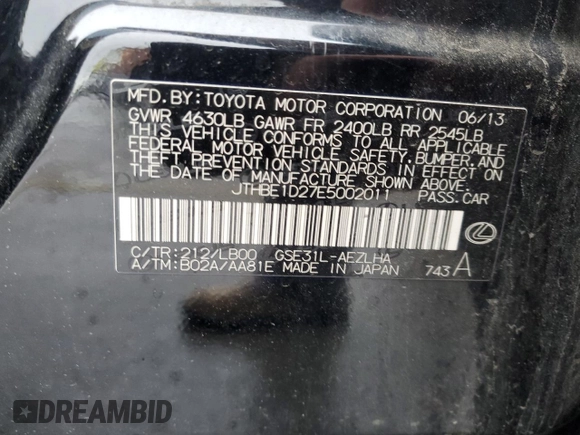 MFD.BY:TOYOTA MOTOR CORPORATION 06/13
GVWR 4630LB GAWR FR 2400LB RR 2545LB
THIS VEHICLE CONFORMS TO ALL APPLICABLE
FEDERAL MOTOR VEHICLE SAFETY, BUMPER, AND
THEFT PREVENTION STANDARDS IN EFFECT ON
THE DATE OF MANUFACTURE SHOWN ABOVE.
JTHBE1D27E5002011 PASS.CAR
C/TR:212/LB00 GSE31L-AEZLHA
A/TM:B02A/AA81E MADE IN JAPAN 743 A
DREAMBID